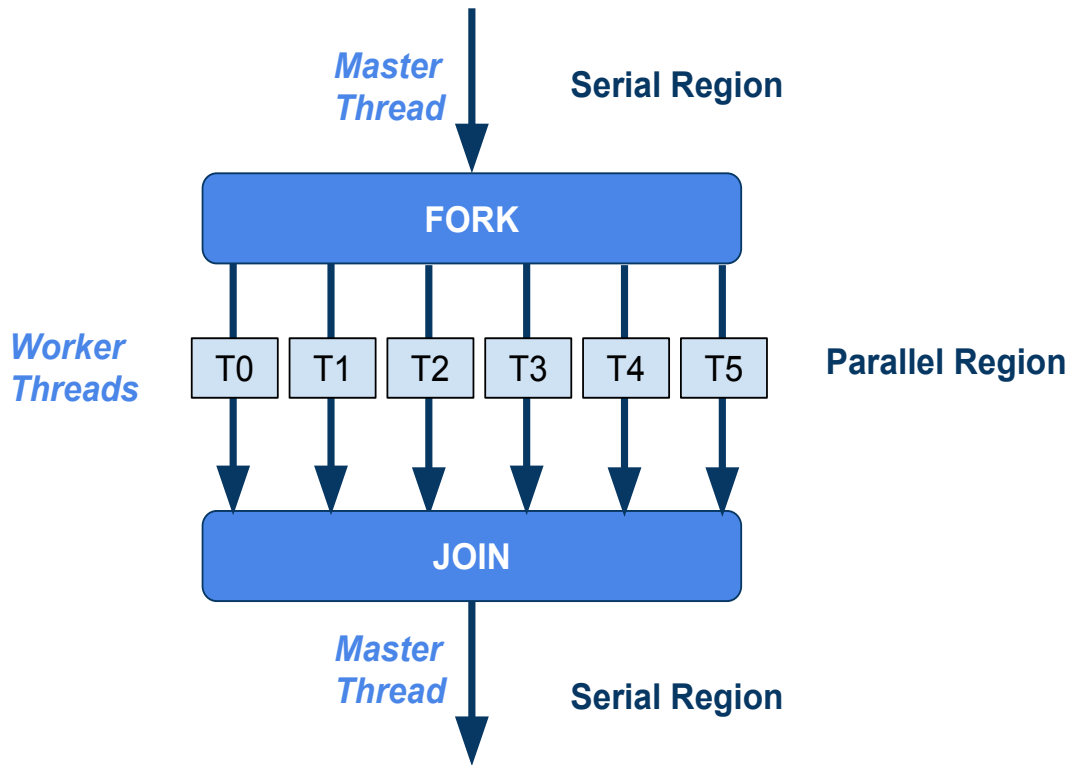 Master
Thread
Serial Region
FORK
Worker
Threads
T0 T1 T2 T3 T4 T5
Parallel Region
JOIN
Master
Thread
Serial Region